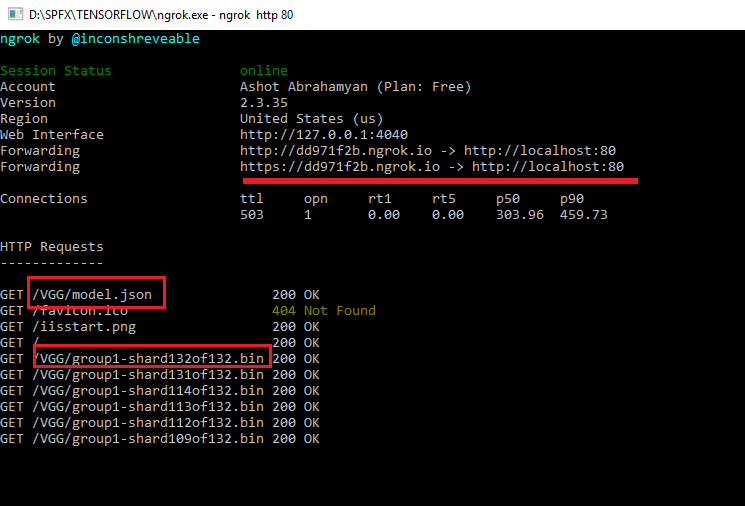 D:\SPFX\TENSORFLOW\ngrok.exe - ngrok http 80
ngrok by @inconshreveable
Session Status online
Account Ashot Abrahamyan (Plan: Free)
Version 2.3.35
Region United States (us)
Web Interface http://127.0.0.1:4040
Forwarding http://dd971f2b.ngrok.io -> http://localhost:80
Forwarding https://dd971f2b.ngrok.io -> http://localhost:80
Connections ttl opn rt1 rt5 p50 p90
503 1 0.00 0.00 303.96 459.73
HTTP Requests
-------------
GET /VGG/model.json 200 OK
GET /favicon.ico 404 Not Found
GET /iisstart.png 200 OK
GET / 200 OK
GET /VGG/group1-shard132of132.bin 200 OK
GET /VGG/group1-shard131of132.bin 200 OK
GET /VGG/group1-shard114of132.bin 200 OK
GET /VGG/group1-shard113of132.bin 200 OK
GET /VGG/group1-shard112of132.bin 200 OK
GET /VGG/group1-shard109of132.bin 200 OK